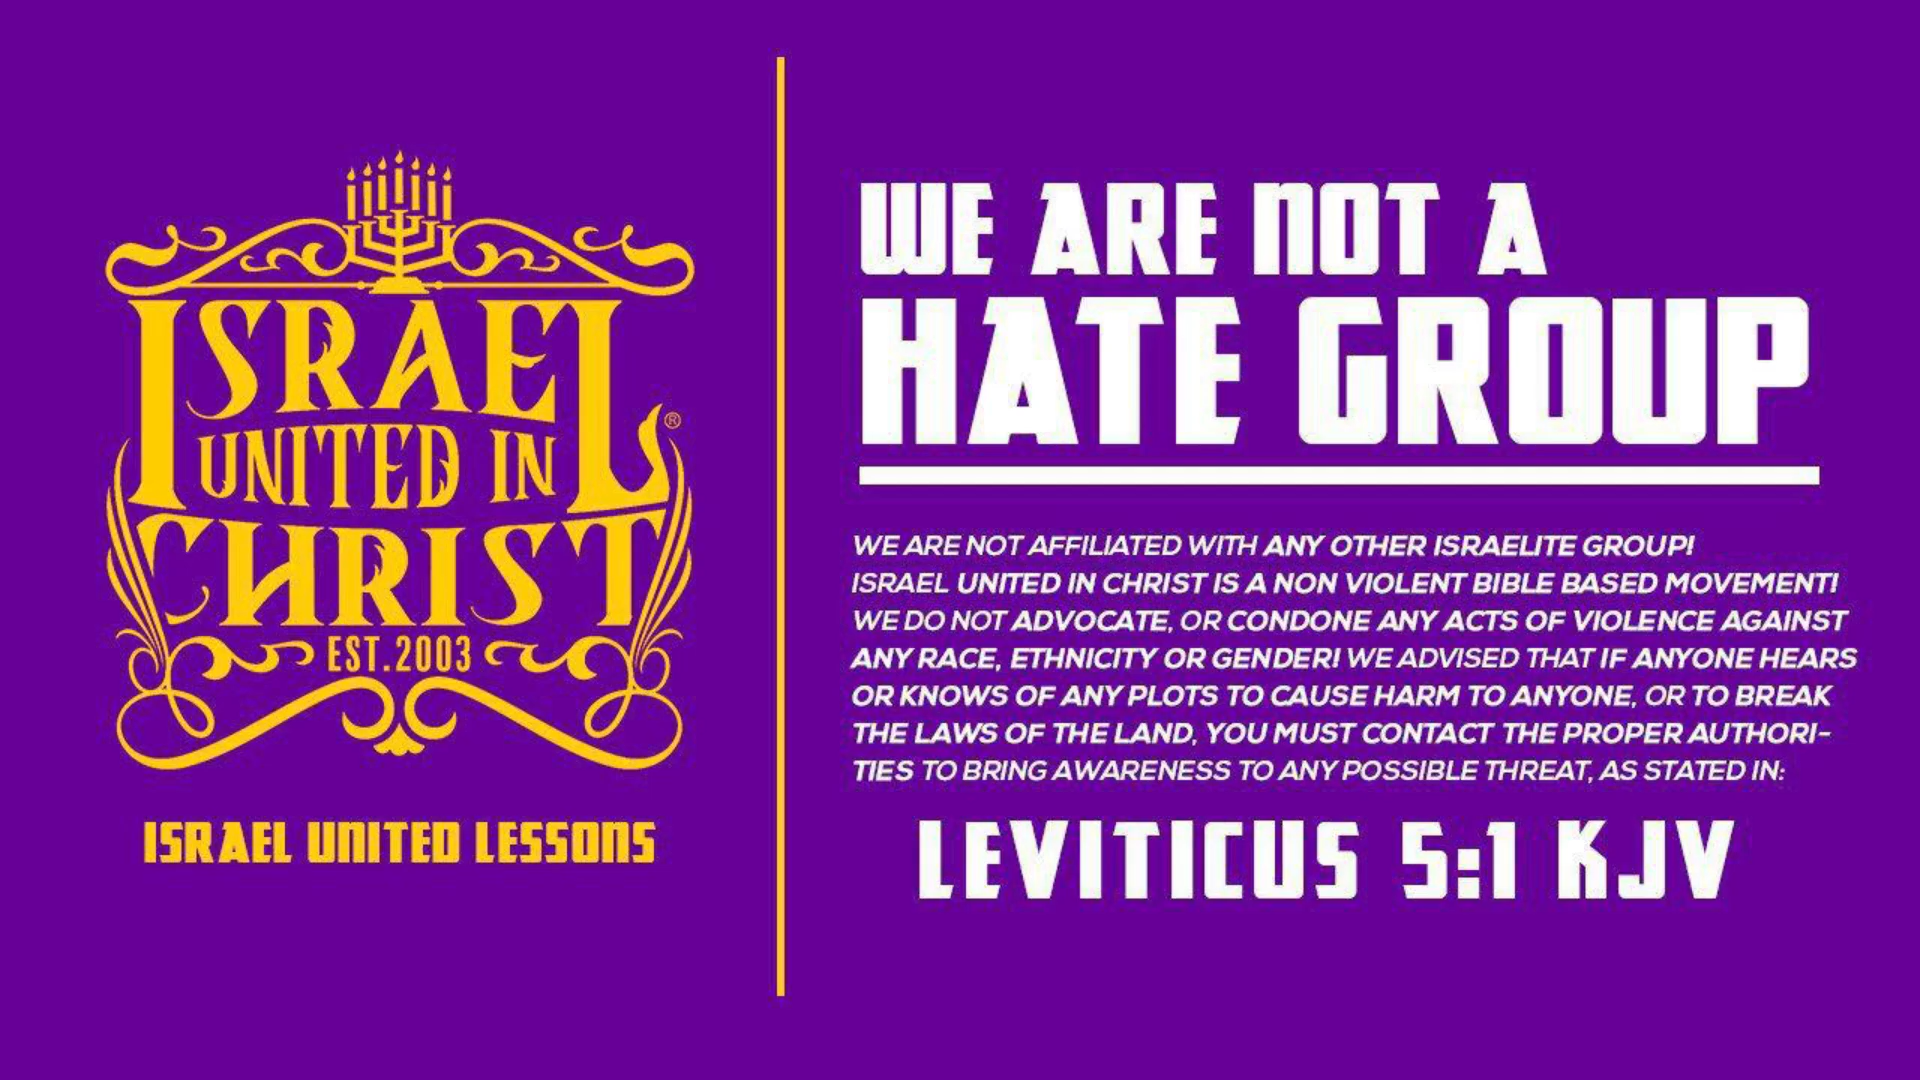 ISRAEL
UNITED IN
CHRIST
®
EST.2003
ISRAEL UNITED LESSONS
WE ARE NOT A
HATE GROUP
WE ARE NOT AFFILIATED WITH ANY OTHER ISRAELITE GROUP!
ISRAEL UNITED IN CHRIST IS A NON VIOLENT BIBLE BASED MOVEMENT!
WE DO NOT ADVOCATE, OR CONDONE ANY ACTS OF VIOLENCE AGAINST
ANY RACE, ETHNICITY OR GENDER! WE ADVISED THAT IF ANYONE HEARS
OR KNOWS OF ANY PLOTS TO CAUSE HARM TO ANYONE, OR TO BREAK
THE LAWS OF THE LAND, YOU MUST CONTACT THE PROPER AUTHORI-
TIES TO BRING AWARENESS TO ANY POSSIBLE THREAT, AS STATED IN:
LEVITICUS 5:1 KJV